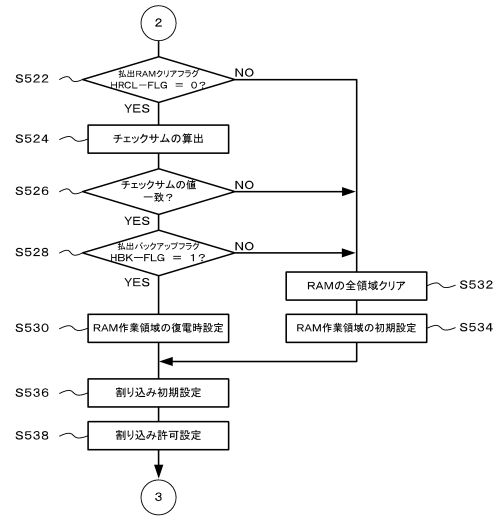 2
払出RAMクリアフラグ
HRCL-FLG = 0?
NO
S522
YES
チェックサムの算出
S524
チェックサムの値
一致?
NO
S526
YES
払出バックアップフラグ
HBK-FLG = 1?
NO
S528
YES
RAMの全領域クリア
S532
RAM作業領域の復電時設定
S530
RAM作業領域の初期設定
S534
割り込み初期設定
S536
割り込み許可設定
S538
3